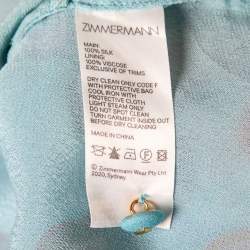 ZIMMERMANN
MAIN:
100% SILK
LINING:
100% VISCOSE
EXCLUSIVE OF TRIMS
DRY CLEAN ONLY CODE F
WITH PROTECTIVE BAG
COOL IRON WITH
PROTECTIVE CLOTH
LIGHT STEAM ONLY
DO NOT SPOT CLEAN
TURN GARMENT INSIDE OUT
BEFORE DRY CLEANING
MADE IN CHINA
© Zimmermann Wear Pty Ltd
2020, Sydney